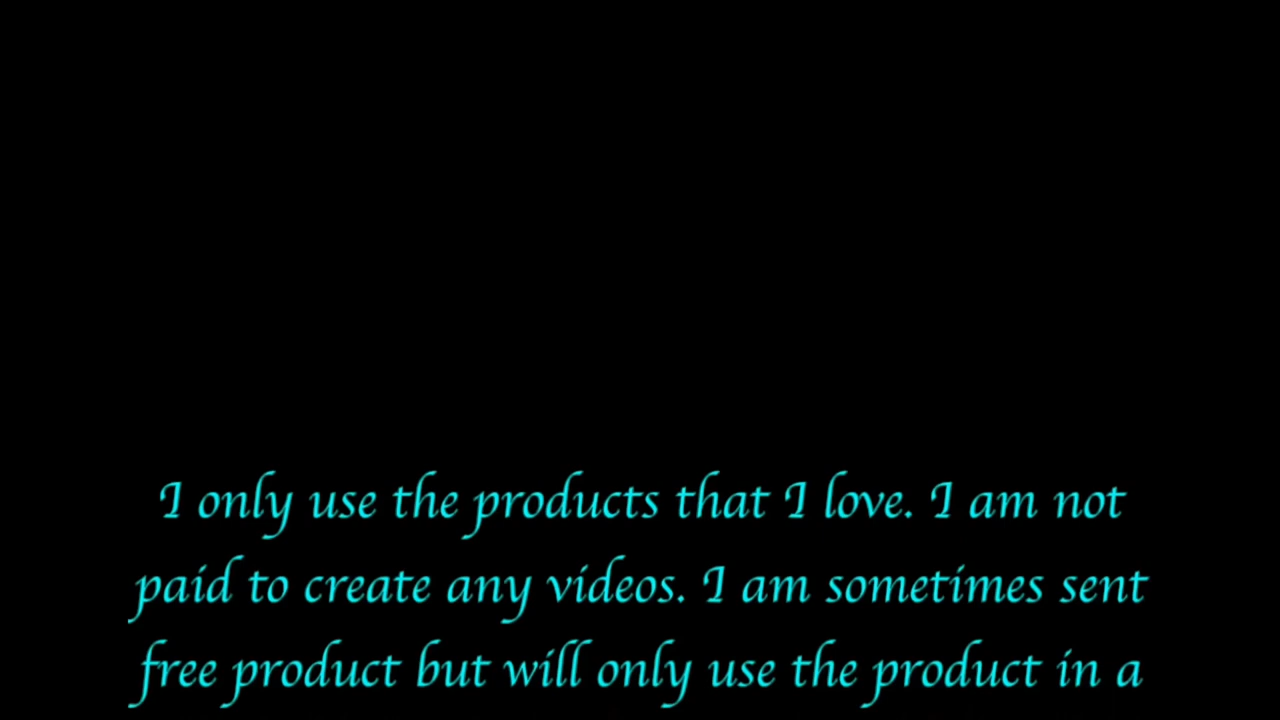 I only use the products that I love. I am not
paid to create any videos. I am sometimes sent
free product but will only use the product in a